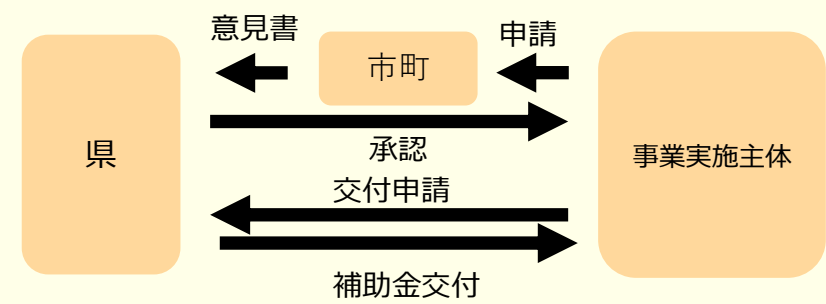 意見書
申請
市町
県
承認
事業実施主体
交付申請
補助金交付